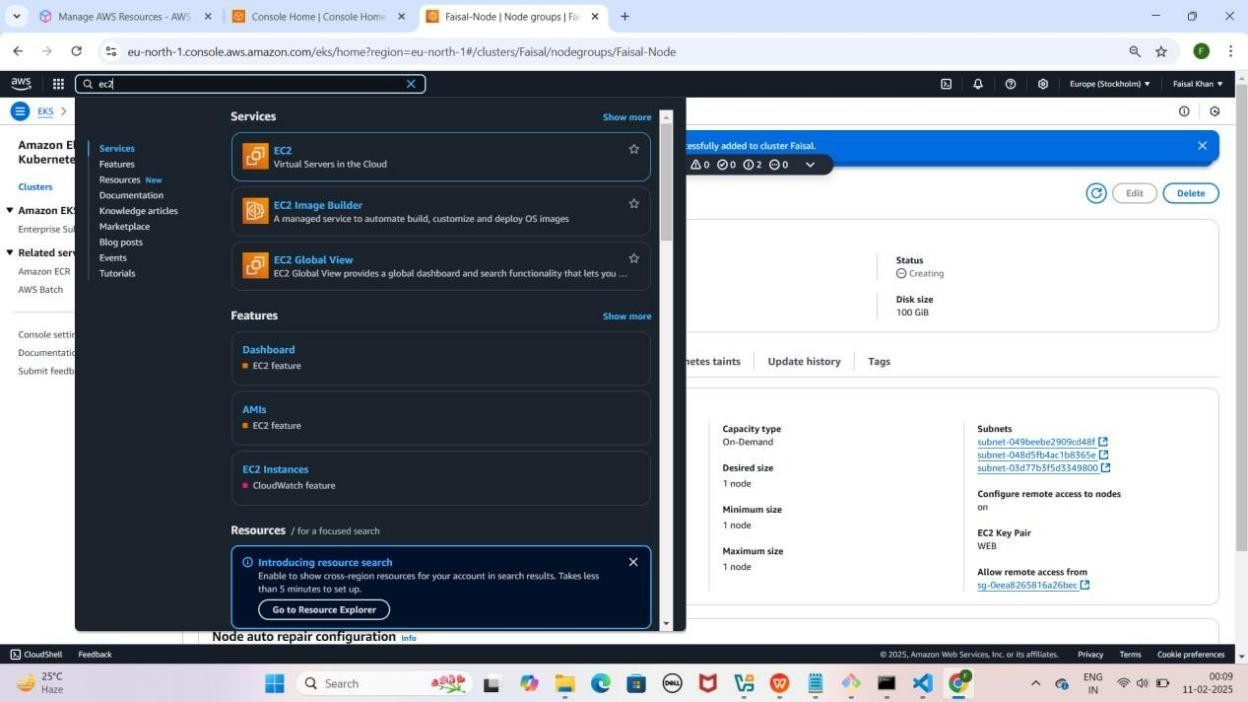 Manage AWS Resources - AWS
Console Home | Console Home
Faisal-Node | Node groups | Fai
eu-north-1.console.aws.amazon.com/eks/home?region=eu-north-1#/clusters/Faisal/nodegroups/Faisal-Node
F
aws
ec2
Europe (Stockholm)
Faisal Khan
EKS
Amazon El
Kubernete
Clusters
Amazon EKS
Enterprise Sul
Related serv
Amazon ECR
AWS Batch
Console settin
Documentatio
Submit feedb
Services
Features
Resources New
Documentation
Knowledge articles
Marketplace
Blog posts
Events
Tutorials
Services
Show more
EC2
Virtual Servers in the Cloud
EC2 Image Builder
A managed service to automate build, customize and deploy OS images
EC2 Global View
EC2 Global View provides a global dashboard and search functionality that lets you ...
Features
Show more
Dashboard
EC2 feature
AMIs
EC2 feature
EC2 Instances
CloudWatch feature
Resources / for a focused search
Introducing resource search
Enable to show cross-region resources for your account in search results. Takes less
than 5 minutes to set up.
Go to Resource Explorer
essfully added to cluster Faisal.
0 0 2 0
Edit
Delete
Status
Creating
Disk size
100 GiB
netes taints
Update history
Tags
Capacity type
On-Demand
Desired size
1 node
Minimum size
1 node
Maximum size
1 node
Subnets
subnet-049beebe2909cd48f
subnet-048d5fb4ac1b8365e
subnet-03d77b3f5d3349800
Configure remote access to nodes
on
EC2 Key Pair
WEB
Allow remote access from
sg-0eea8265816a26bec
Node auto repair configuration Info
CloudShell
Feedback
© 2025, Amazon Web Services, Inc. or its affiliates.
Privacy
Terms
Cookie preferences
25°C
Haze
Search
DELL
ENG
IN
00:09
11-02-2025